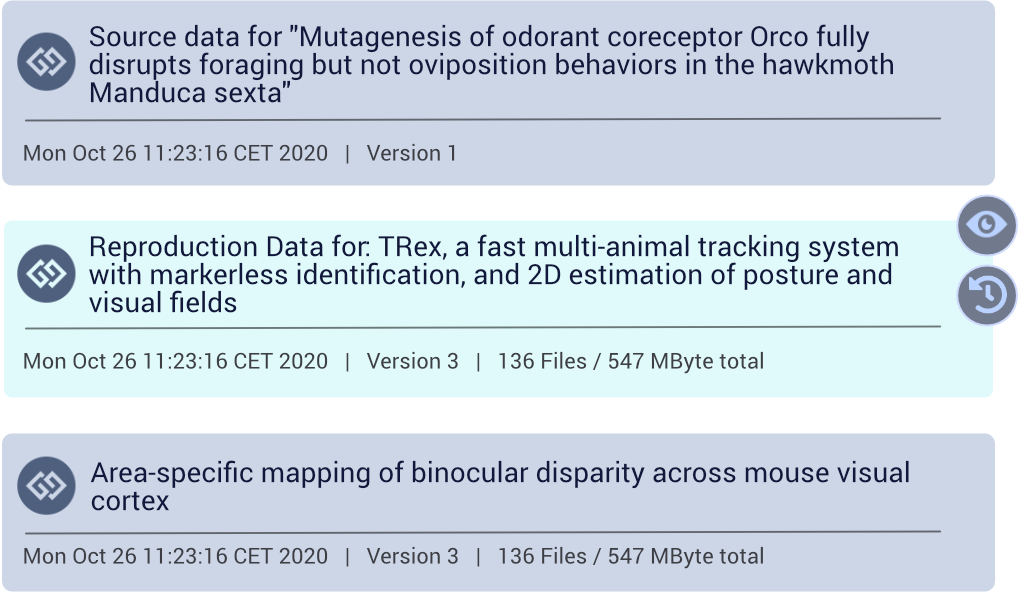 Source data for "Mutagenesis of odorant coreceptor Orco fully
disrupts foraging but not oviposition behaviors in the hawkmoth
Manduca sexta"
Mon Oct 26 11:23:16 CET 2020 | Version 1
Reproduction Data for: TRex, a fast multi-animal tracking system
with markerless identification, and 2D estimation of posture and
visual fields
Mon Oct 26 11:23:16 CET 2020 | Version 3 | 136 Files / 547 MByte total
Area-specific mapping of binocular disparity across mouse visual
cortex
Mon Oct 26 11:23:16 CET 2020 | Version 3 | 136 Files / 547 MByte total